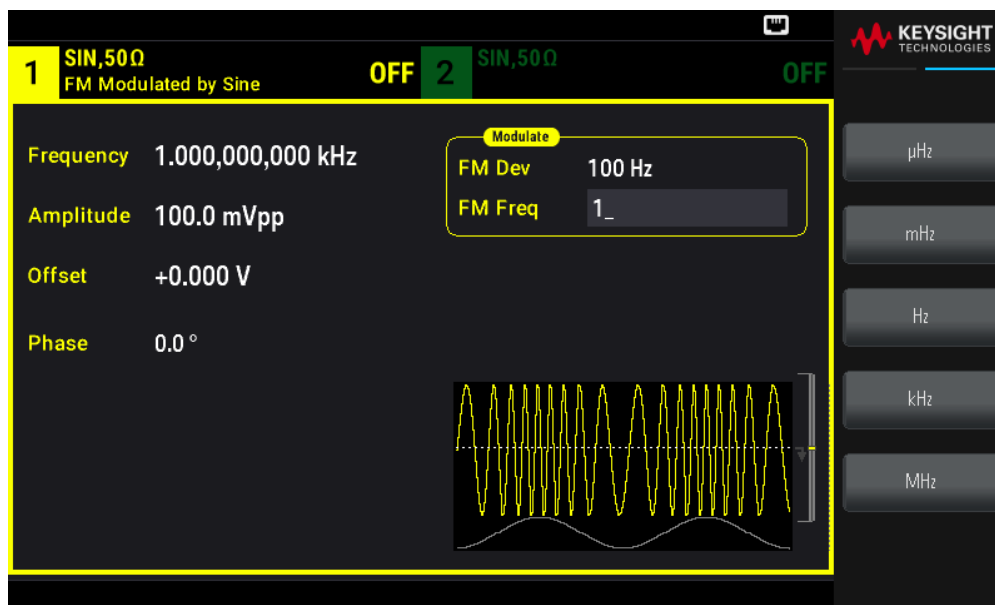 KEYSIGHT
TECHNOLOGIES
1 SIN,50Ω
FM Modulated by Sine OFF
2 SIN,50Ω OFF
Frequency 1.000,000,000 kHz
Amplitude 100.0 mVpp
Offset +0.000 V
Phase 0.0 °
Modulate
FM Dev 100 Hz
FM Freq 1_
µHz
mHz
Hz
kHz
MHz